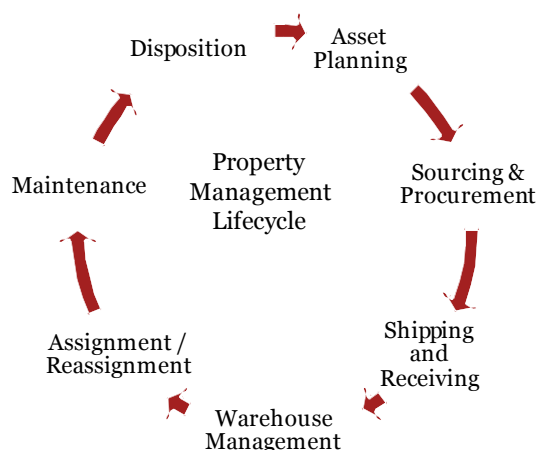 Disposition
Asset
Planning
Sourcing &
Procurement
Shipping
and
Receiving
Warehouse
Management
Assignment /
Reassignment
Maintenance
Property
Management
Lifecycle